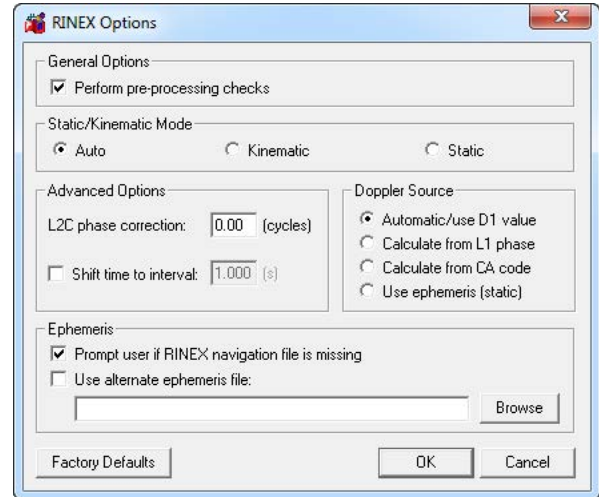 RINEX Options
General Options
Perform pre-processing checks
Static/Kinematic Mode
Auto Kinematic Static
Advanced Options
L2C phase correction: 0.00 (cycles)
Shift time to interval: 1.000 (s)
Doppler Source
Automatic/use D1 value
Calculate from L1 phase
Calculate from CA code
Use ephemeris (static)
Ephemeris
Prompt user if RINEX navigation file is missing
Use alternate ephemeris file:
Browse
Factory Defaults OK Cancel